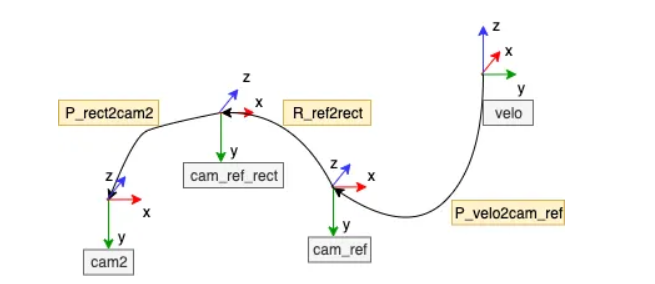 z
x
y
velo
z
x
y
cam_ref_rect
P_rect2cam2
R_ref2rect
z
x
y
cam_ref
P_velo2cam_ref
z
x
y
cam2